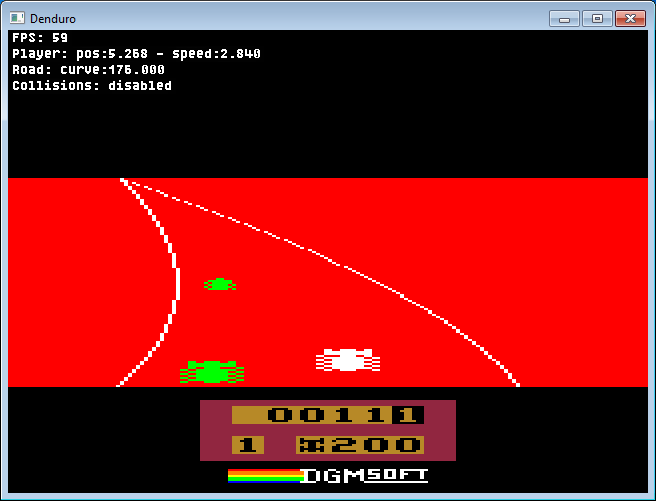 Denduro
FPS: 59
Player: pos:5.268 - speed:2.840
Road: curve:176.000
Collisions: disabled
00111
1 200
DGMSOFT